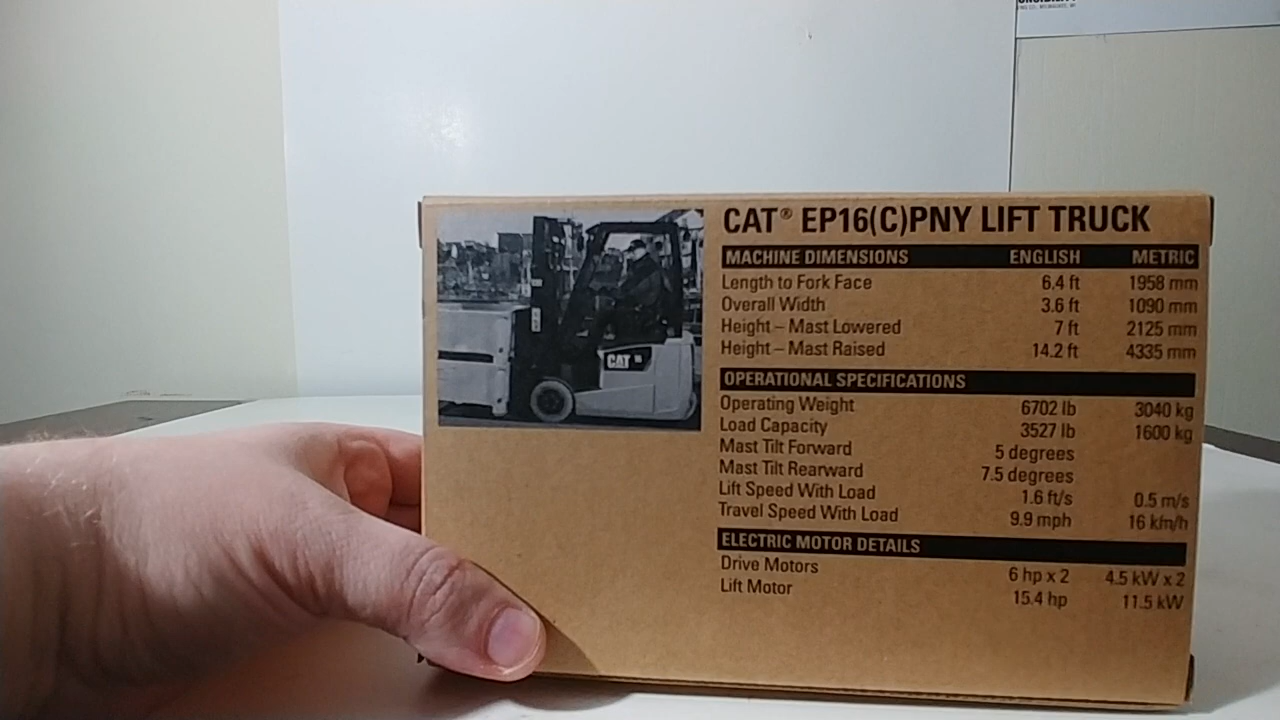 ENG CO., MILWAUKEE, WI
CAT® EP16(C)PNY LIFT TRUCK
MACHINE DIMENSIONS ENGLISH METRIC
Length to Fork Face 6.4 ft 1958 mm
Overall Width 3.6 ft 1090 mm
Height – Mast Lowered 7 ft 2125 mm
Height – Mast Raised 14.2 ft 4335 mm
CAT
OPERATIONAL SPECIFICATIONS
Operating Weight 6702 lb 3040 kg
Load Capacity 3527 lb 1600 kg
Mast Tilt Forward 5 degrees
Mast Tilt Rearward 7.5 degrees
Lift Speed With Load 1.6 ft/s 0.5 m/s
Travel Speed With Load 9.9 mph 16 km/h
ELECTRIC MOTOR DETAILS
Drive Motors 6 hp x 2 4.5 kW x 2
Lift Motor 15.4 hp 11.5 kW